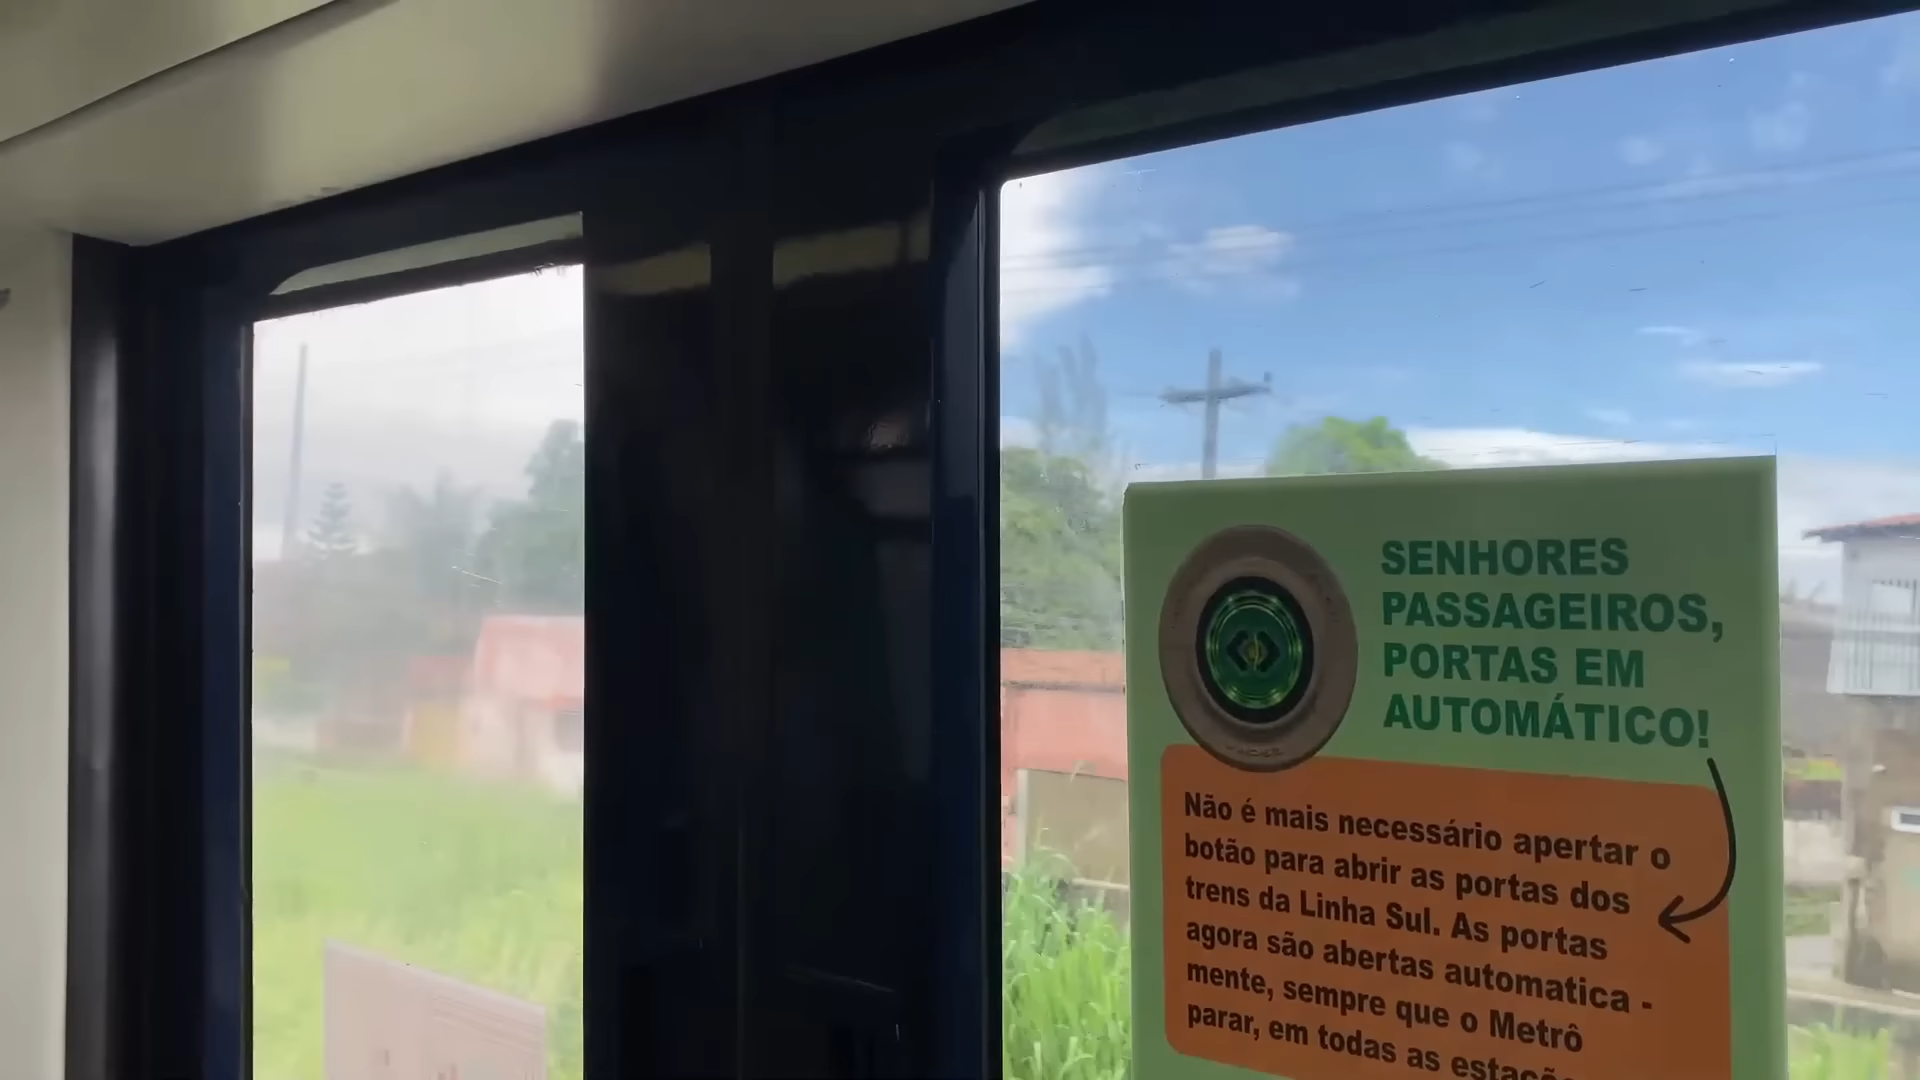 SENHORES
PASSAGEIROS,
PORTAS EM
AUTOMÁTICO!
Não é mais necessário apertar o
botão para abrir as portas dos
trens da Linha Sul. As portas
agora são abertas automatica -
mente, sempre que o Metrô
parar, em todas as